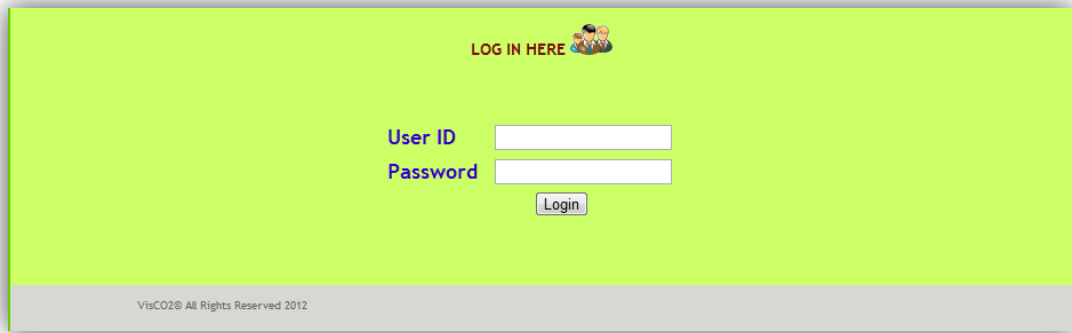 LOG IN HERE
User ID
Password
Login
VisCO2© All Rights Reserved 2012